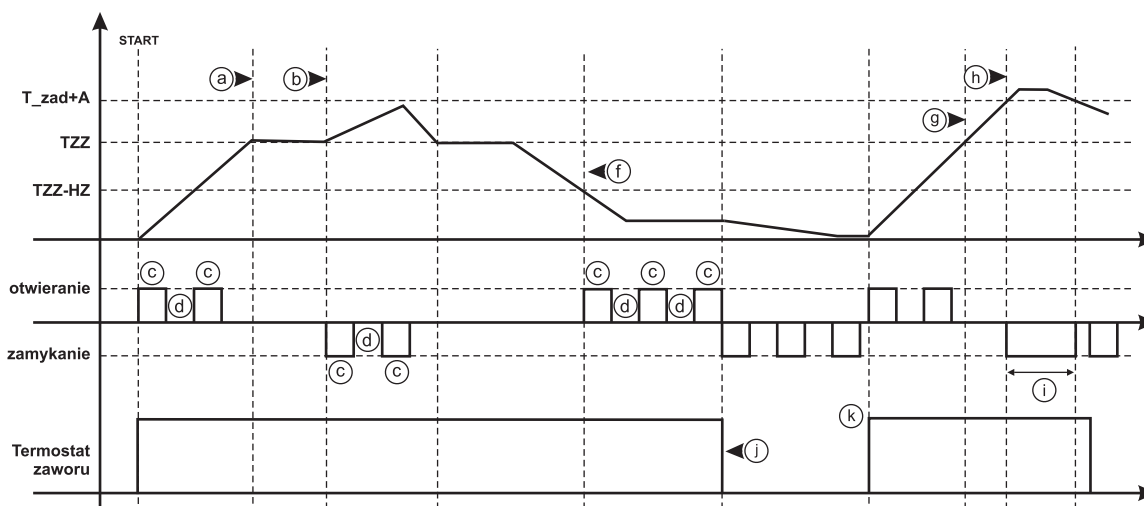 START
a
b
h
T_zad+A
g
TZZ
f
TZZ-HZ
c c c c c
otwieranie
d d d
zamykanie
d
c c
i
k
Termostat
zaworu
j